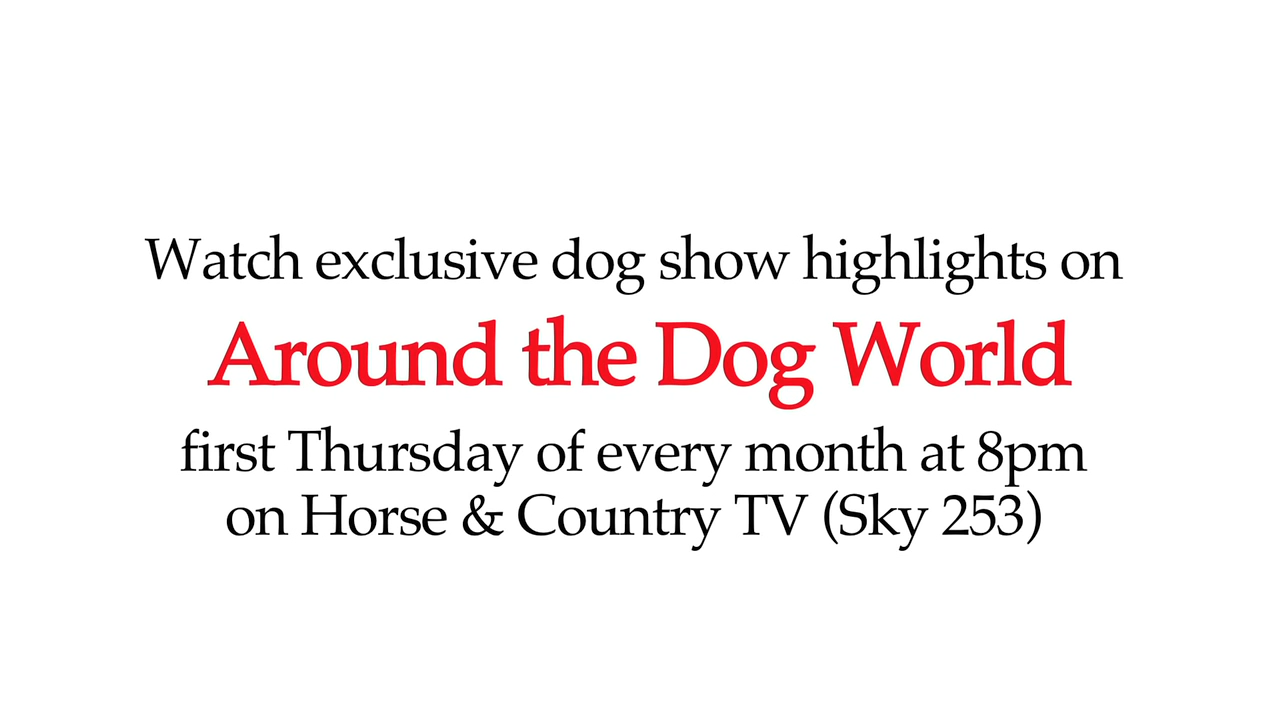 Watch exclusive dog show highlights on
Around the Dog World
first Thursday of every month at 8pm
on Horse & Country TV (Sky 253)